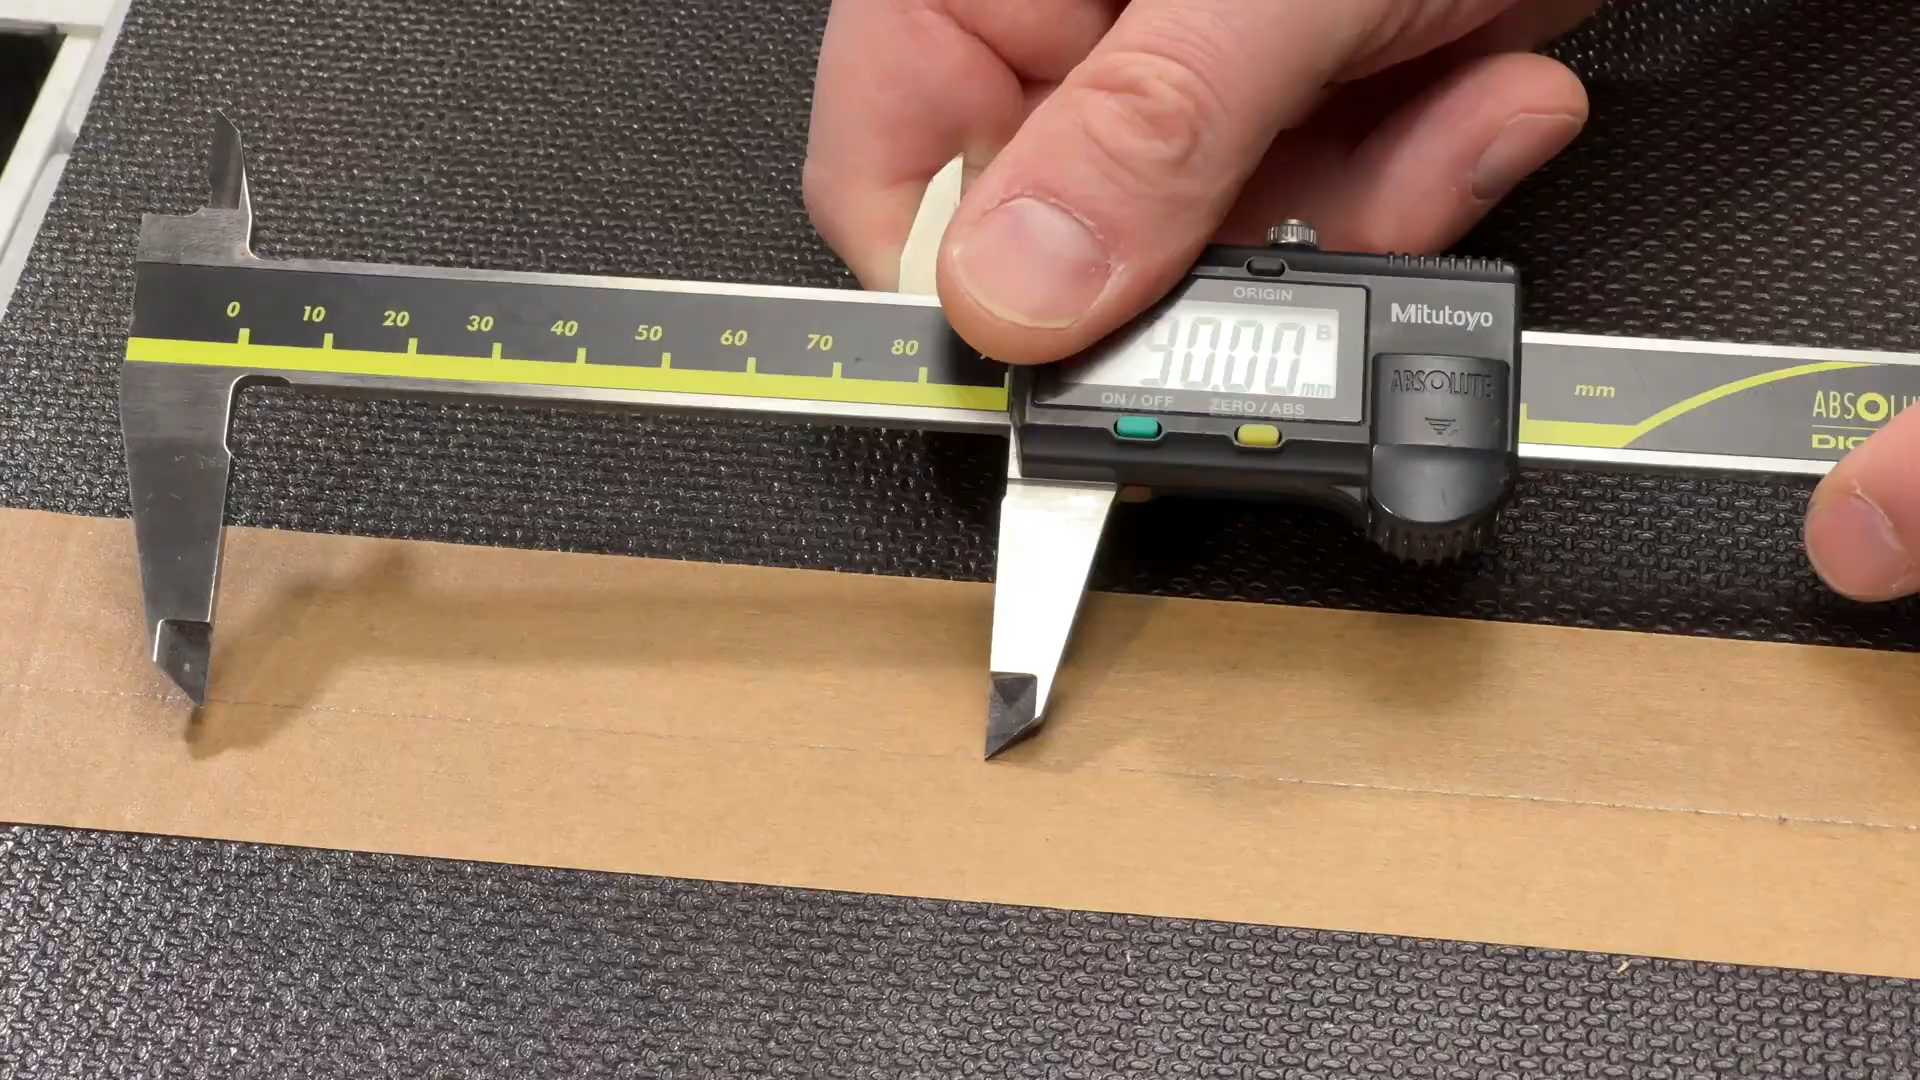 0 10 20 30 40 50 60 70 80
ORIGIN
90.00 B
mm
ON / OFF ZERO / ABS
Mitutoyo
ABSOLUTE
mm